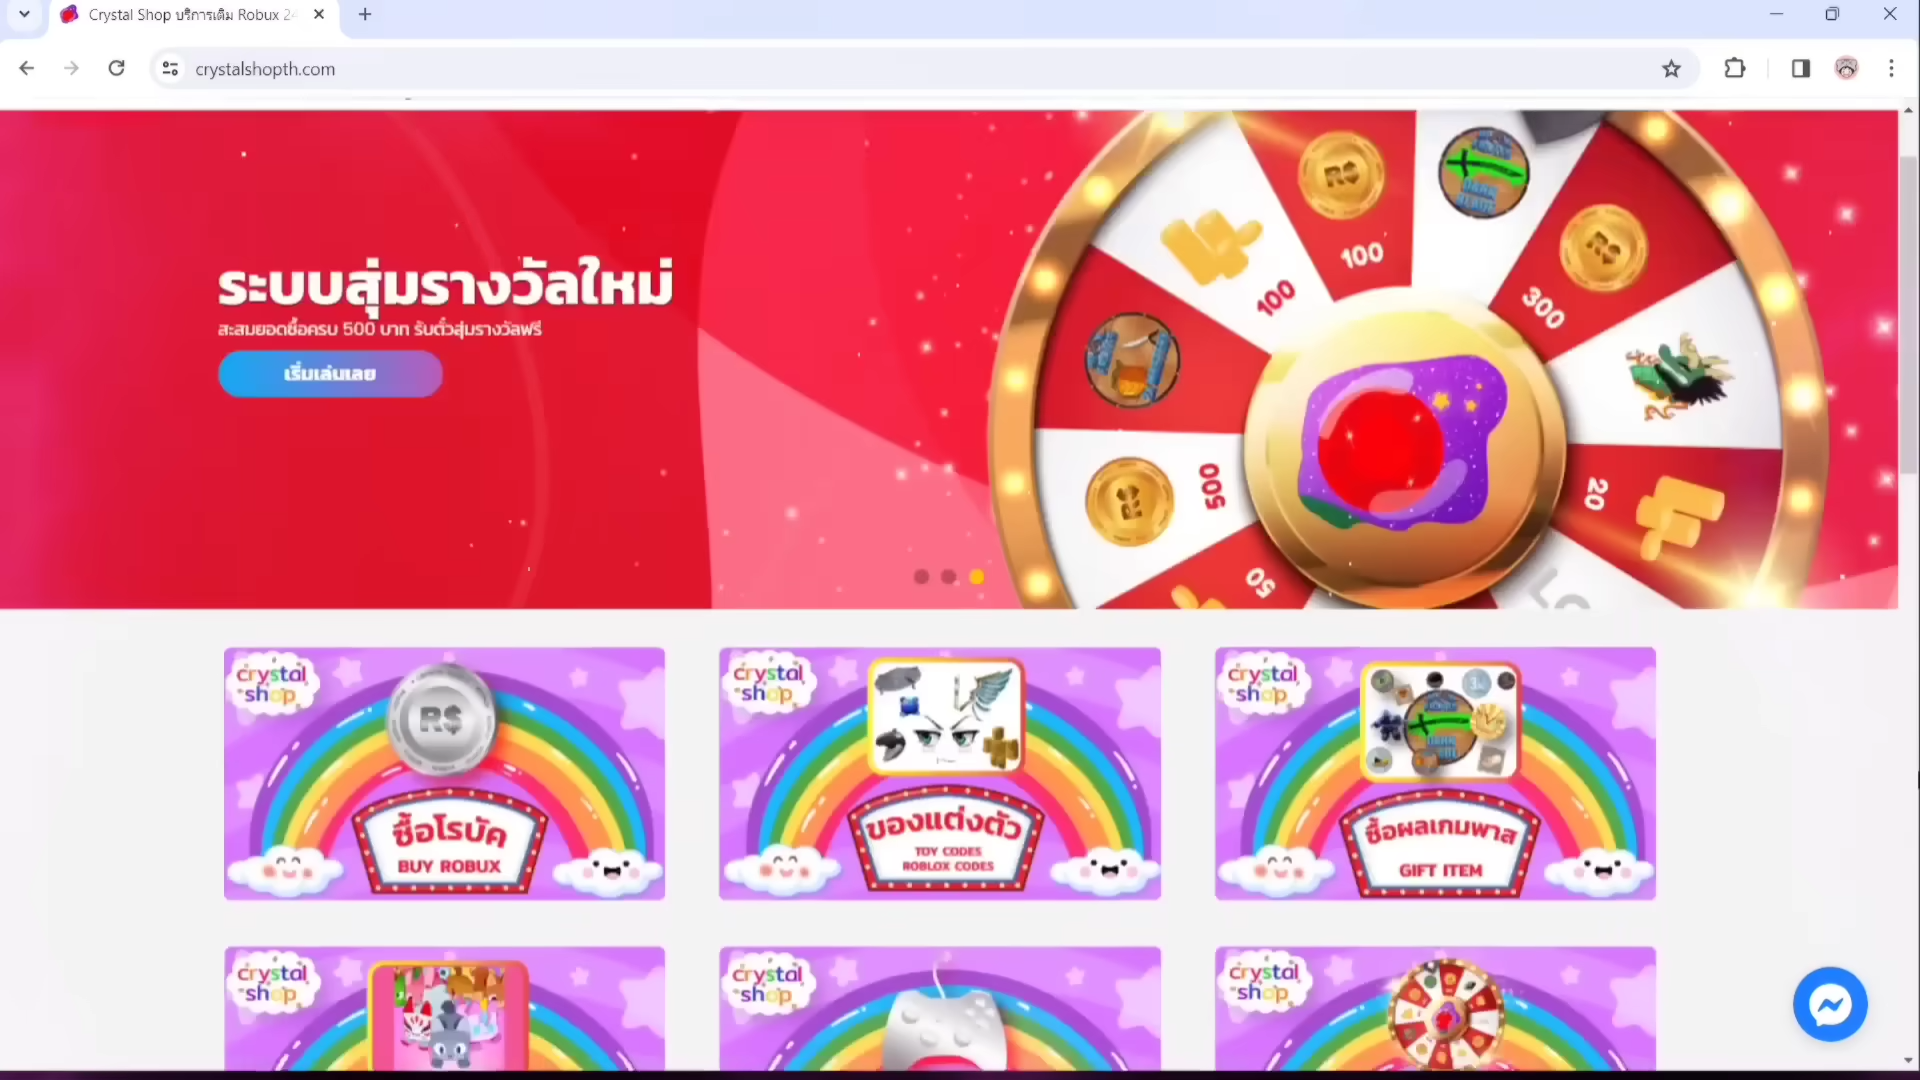 Crystal Shop บริการเติม Robux 24
crystalshopth.com
ระบบสุ่มรางวัลใหม่
สะสมยอดซื้อครบ 500 บาท รับตั๋วสุ่มรางวัลฟรี
เริ่มเล่นเลย
R$
100
100
R$
300
20
R$
500
50
DARK
BLADE
crystal
shop
R$
ซื้อโรบัค
BUY ROBUX
crystal
shop
ของแต่งตัว
TOY CODES
ROBLOX CODES
crystal
shop
ซื้อผลเกมพาส
GIFT ITEM
crystal
shop
crystal
shop
crystal
shop